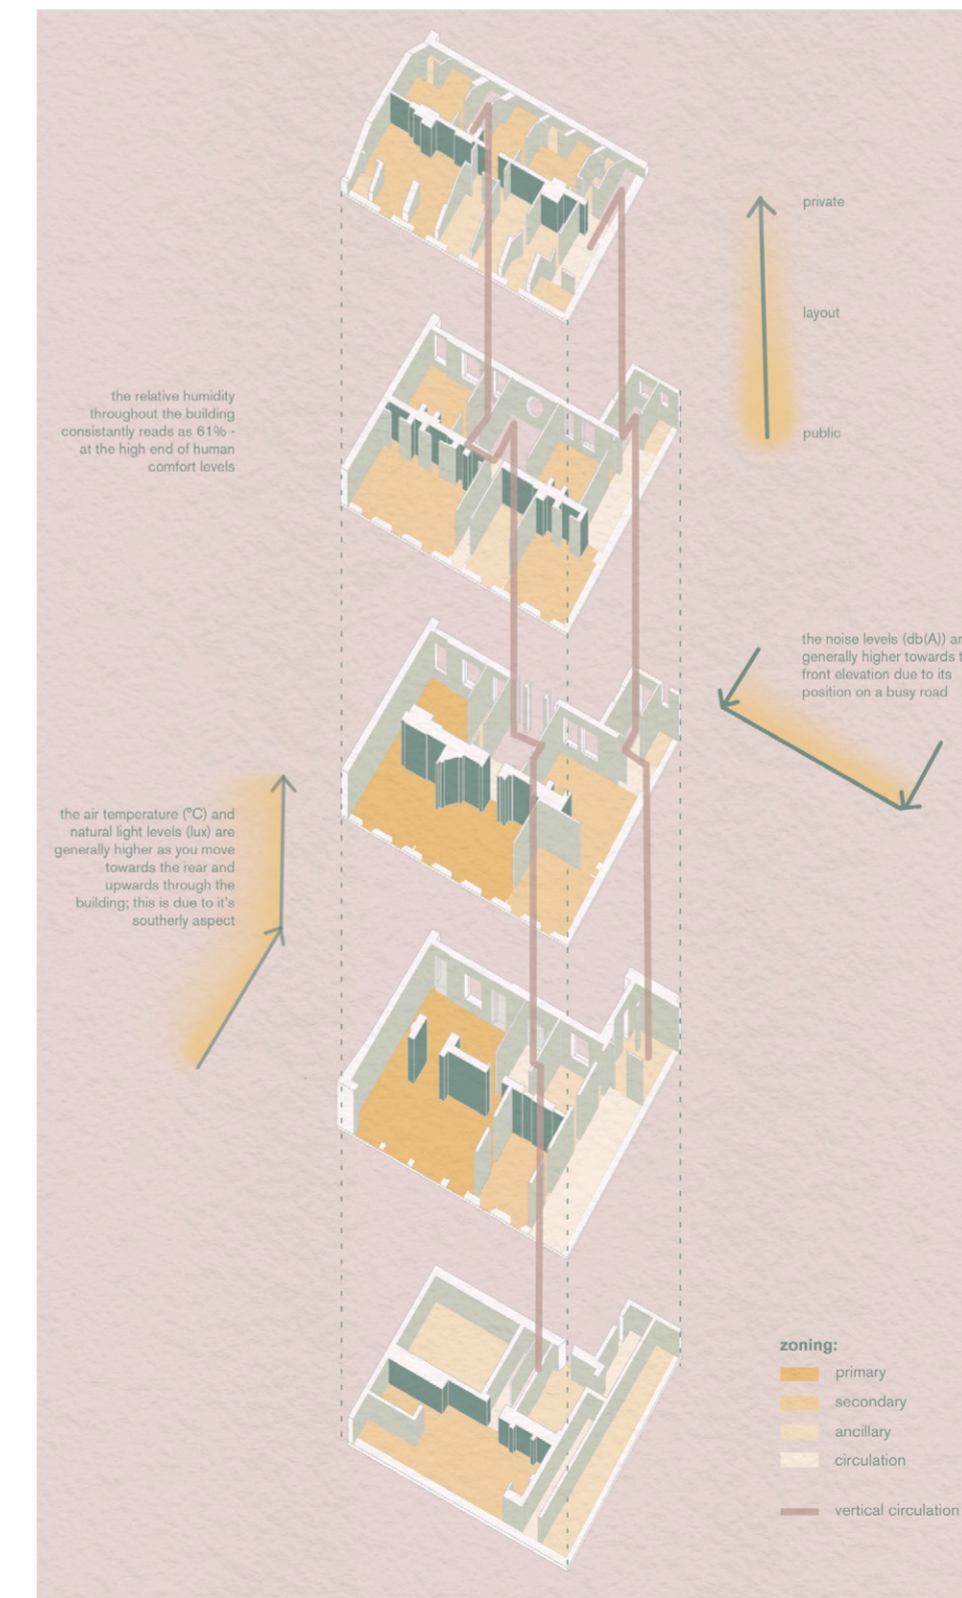 private
layout
public
the relative humidity
throughout the building
consistantly reads as 61% -
at the high end of human
comfort levels
the noise levels (db(A)) ar
generally higher towards t
front elevation due to its
position on a busy road
the air temperature (°C) and
natural light levels (lux) are
generally higher as you move
towards the rear and
upwards through the
building; this is due to it's
southerly aspect
zoning:
primary
secondary
ancillary
circulation
vertical circulation